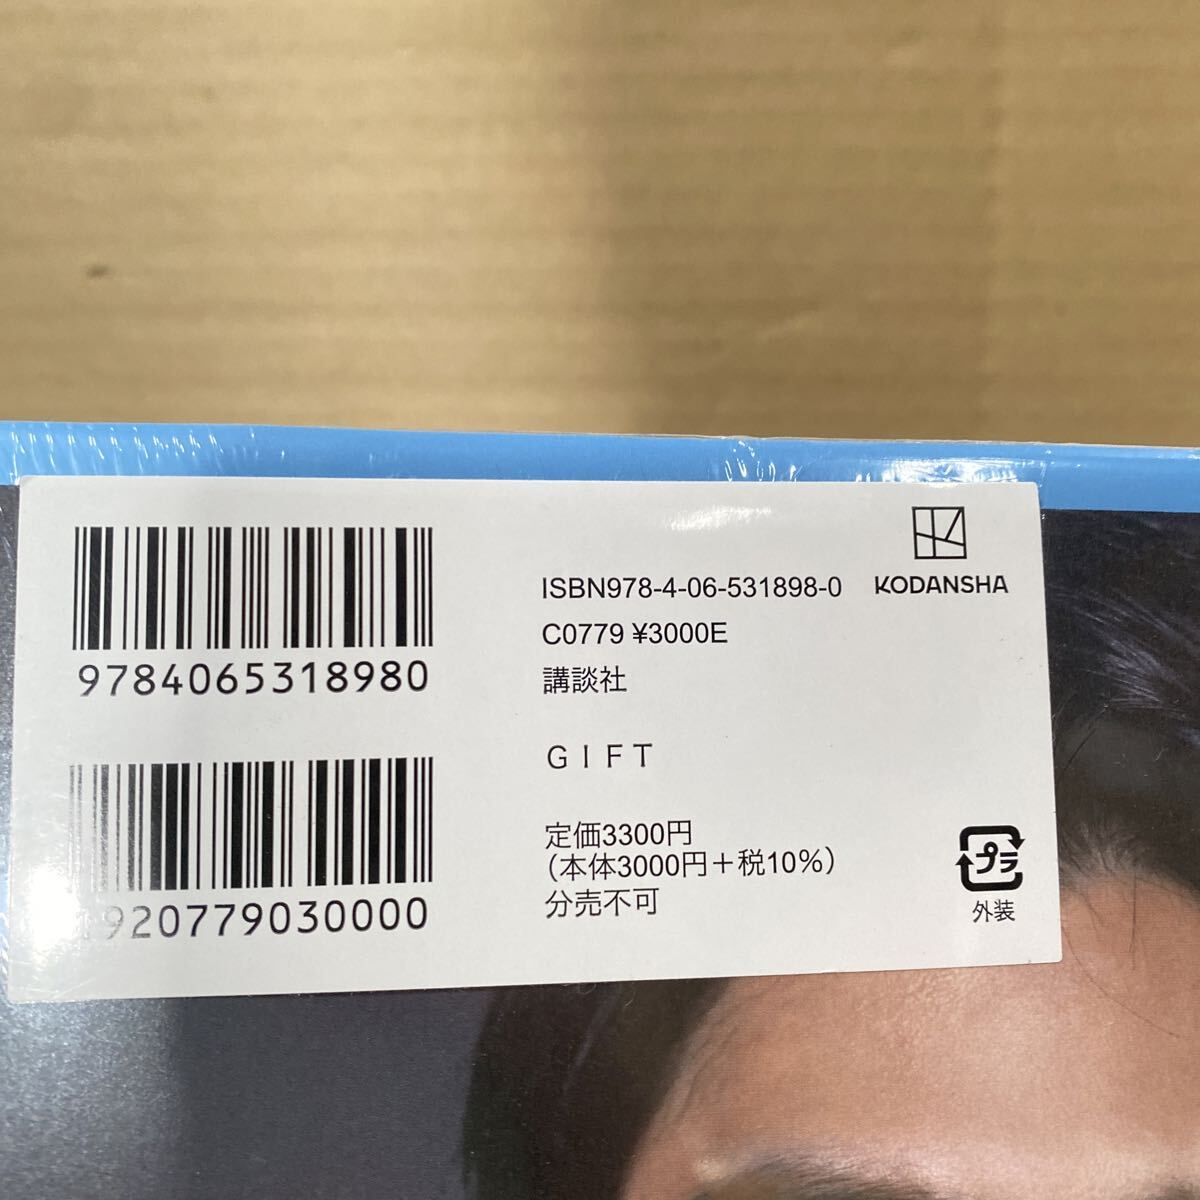 9784065318980
1920779030000
ISBN978-4-06-531898-0
C0779 ¥3000E
講談社
GIFT
定価3300円
（本体3000円＋税10%）
分売不可
KODANSHA
プラ
外装